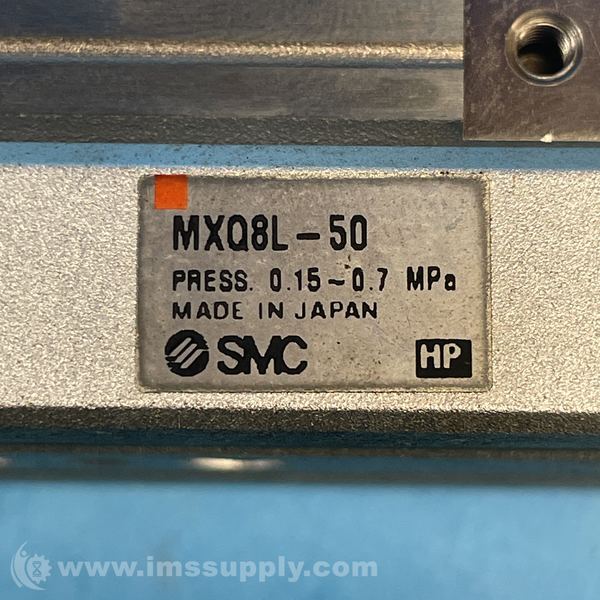 MXQ8L-50
PRESS. 0.15~0.7 MPa
MADE IN JAPAN
SMC HP
www.imssupply.com